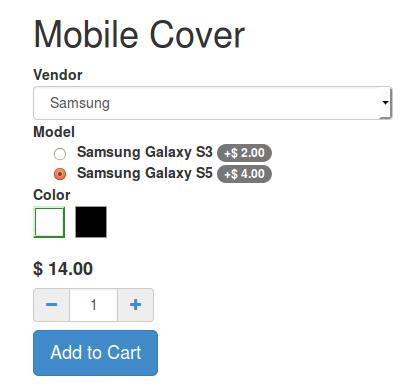 Mobile Cover
Vendor
Samsung
Model
Samsung Galaxy S3 +$ 2.00
Samsung Galaxy S5 +$ 4.00
Color
$ 14.00
− 1 +
Add to Cart